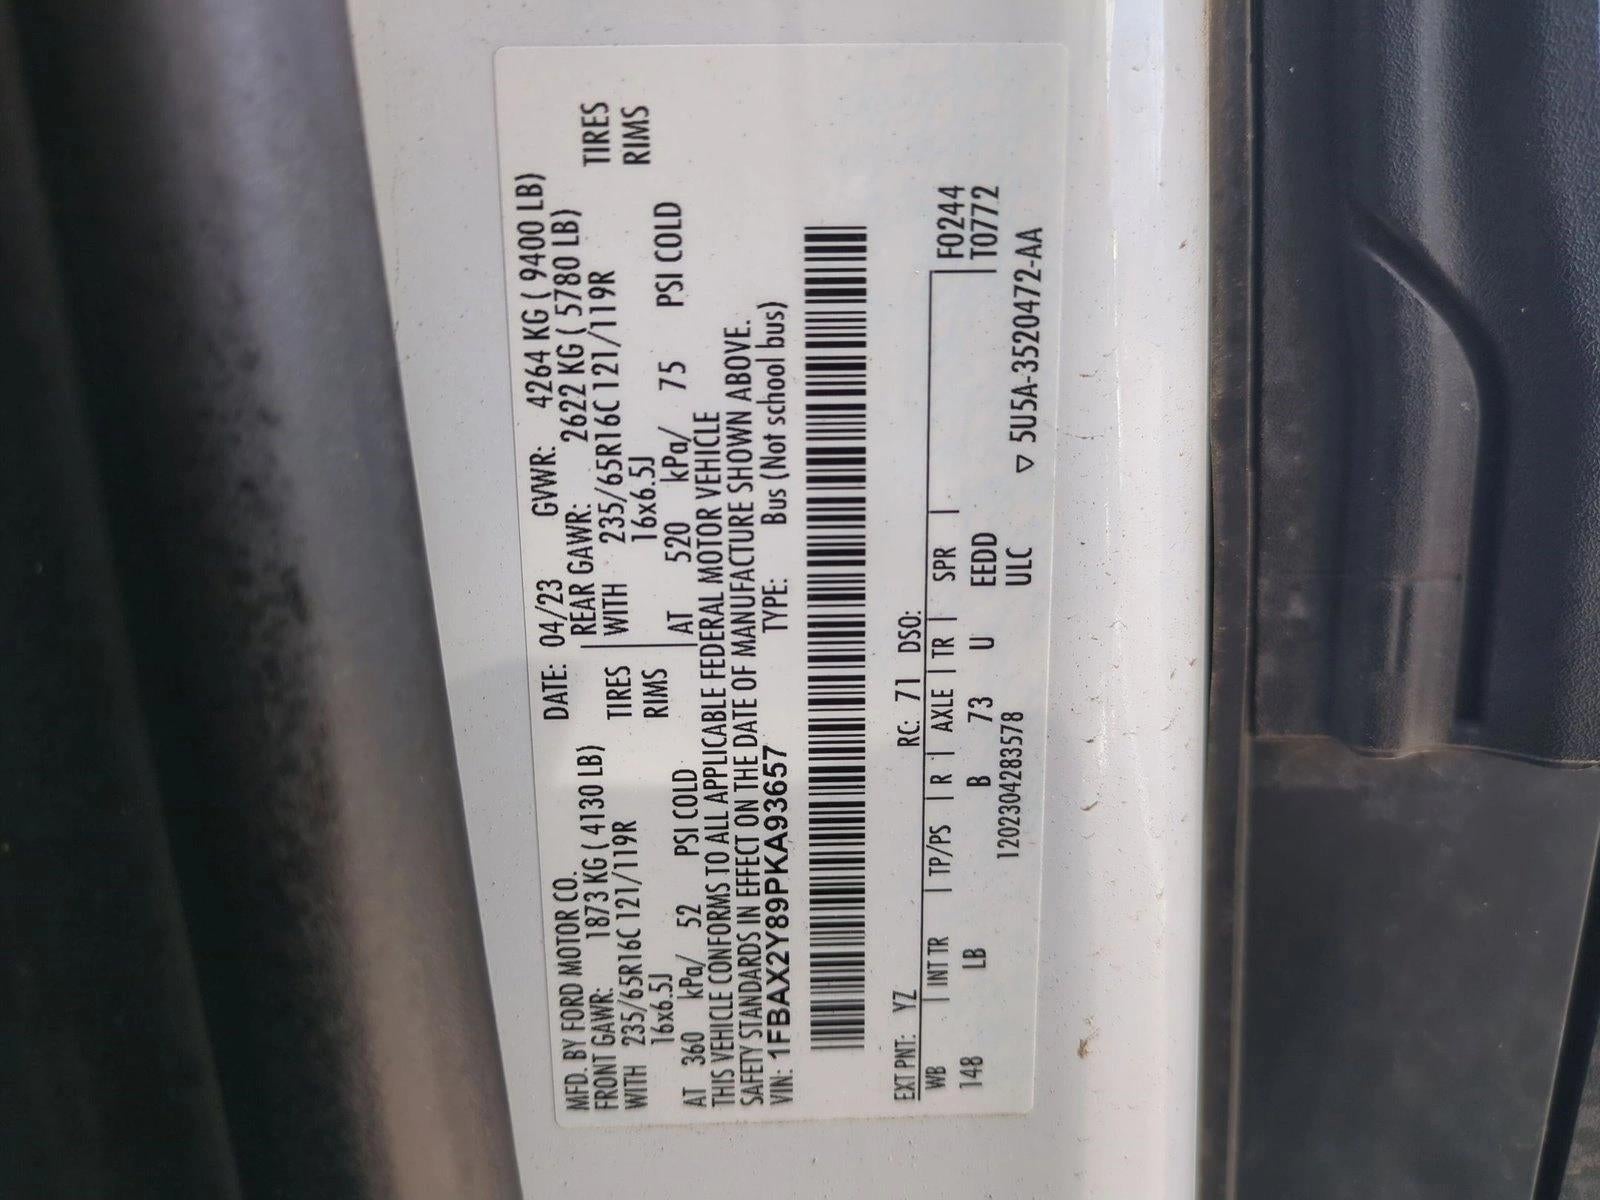 MFD. BY FORD MOTOR CO. DATE: 04/23 GVWR: 4264 KG ( 9400 LB)
FRONT GAWR: 1873 KG ( 4130 LB) REAR GAWR: 2622 KG ( 5780 LB)
WITH 235/65R16C 121/119R TIRES WITH 235/65R16C 121/119R TIRES
16x6.5J RIMS 16x6.5J RIMS
AT 360 kPa/ 52 PSI COLD AT 520 kPa/ 75 PSI COLD
THIS VEHICLE CONFORMS TO ALL APPLICABLE FEDERAL MOTOR VEHICLE
SAFETY STANDARDS IN EFFECT ON THE DATE OF MANUFACTURE SHOWN ABOVE.
VIN: 1FBAX2Y89PKA93657 TYPE: Bus (Not school bus)
EXT PNT: YZ RC: 71 DSO:
WB INT TR TP/PS R AXLE TR SPR F0244
148 LB B 73 U EEDD T0772
1202304283578 ULC
▽ 5U5A-3520472-AA